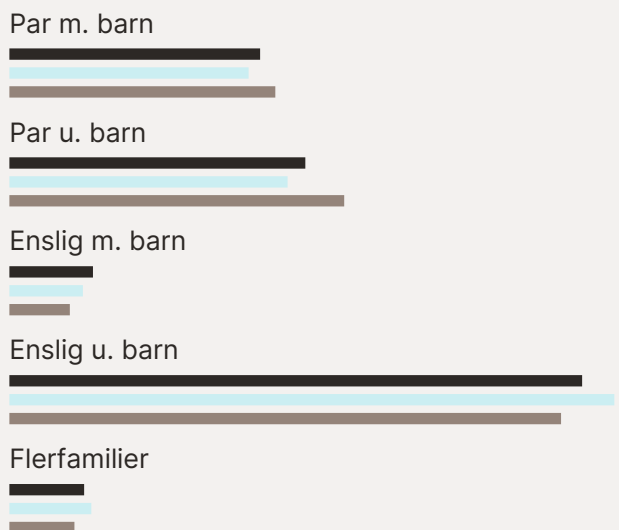 Par m. barn
Par u. barn
Enslig m. barn
Enslig u. barn
Flerfamilier